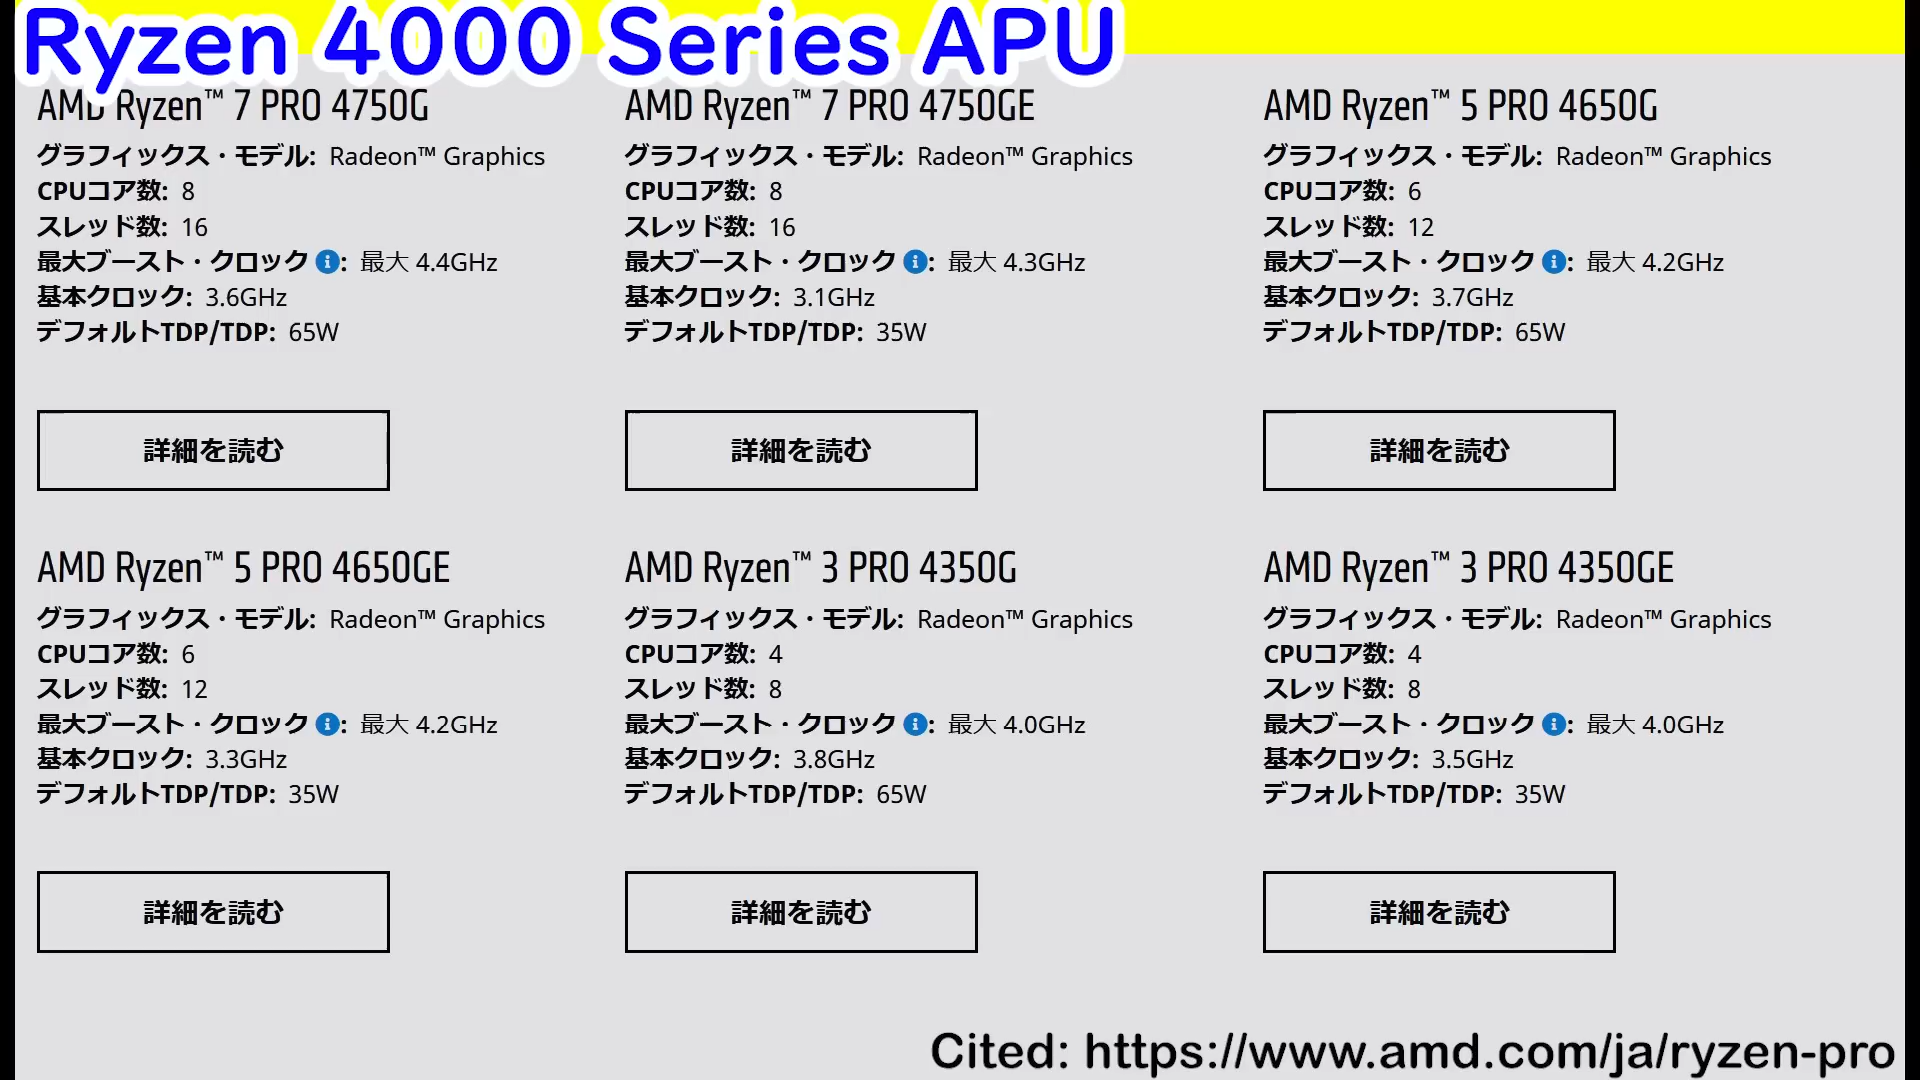 Ryzen 4000 Series APU
AMD Ryzen™ 7 PRO 4750G
グラフィックス・モデル: Radeon™ Graphics
CPUコア数: 8
スレッド数: 16
最大ブースト・クロック i: 最大 4.4GHz
基本クロック: 3.6GHz
デフォルトTDP/TDP: 65W
詳細を読む
AMD Ryzen™ 7 PRO 4750GE
グラフィックス・モデル: Radeon™ Graphics
CPUコア数: 8
スレッド数: 16
最大ブースト・クロック i: 最大 4.3GHz
基本クロック: 3.1GHz
デフォルトTDP/TDP: 35W
詳細を読む
AMD Ryzen™ 5 PRO 4650G
グラフィックス・モデル: Radeon™ Graphics
CPUコア数: 6
スレッド数: 12
最大ブースト・クロック i: 最大 4.2GHz
基本クロック: 3.7GHz
デフォルトTDP/TDP: 65W
詳細を読む
AMD Ryzen™ 5 PRO 4650GE
グラフィックス・モデル: Radeon™ Graphics
CPUコア数: 6
スレッド数: 12
最大ブースト・クロック i: 最大 4.2GHz
基本クロック: 3.3GHz
デフォルトTDP/TDP: 35W
詳細を読む
AMD Ryzen™ 3 PRO 4350G
グラフィックス・モデル: Radeon™ Graphics
CPUコア数: 4
スレッド数: 8
最大ブースト・クロック i: 最大 4.0GHz
基本クロック: 3.8GHz
デフォルトTDP/TDP: 65W
詳細を読む
AMD Ryzen™ 3 PRO 4350GE
グラフィックス・モデル: Radeon™ Graphics
CPUコア数: 4
スレッド数: 8
最大ブースト・クロック i: 最大 4.0GHz
基本クロック: 3.5GHz
デフォルトTDP/TDP: 35W
詳細を読む
Cited: https://www.amd.com/ja/ryzen-pro